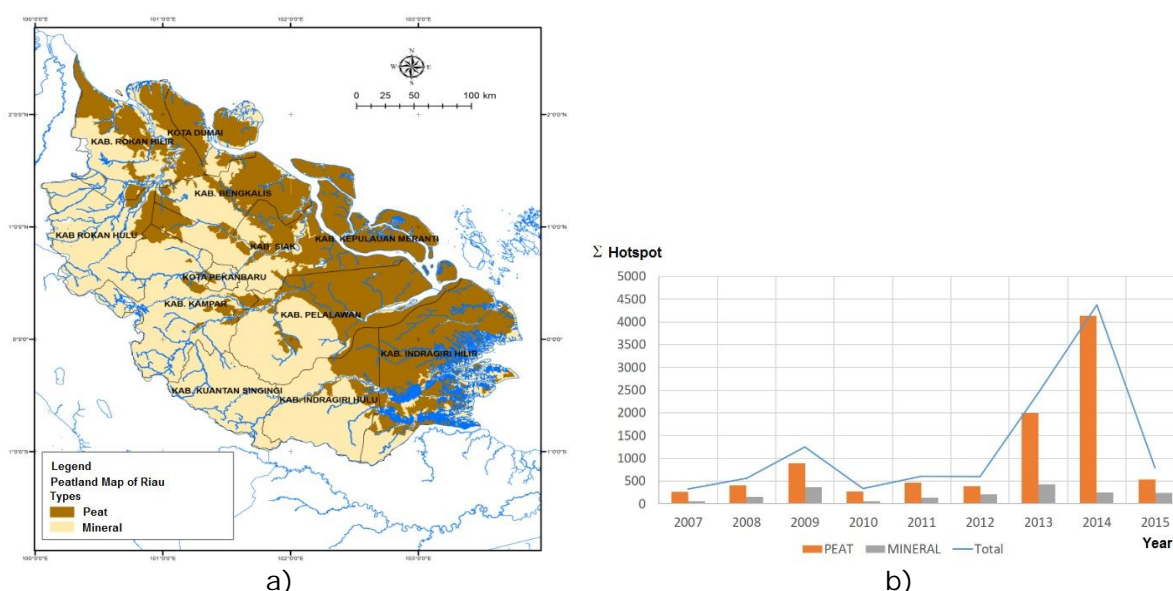 100°0'0"E 101°0'0"E 102°0'0"E 103°0'0"E
N
W E
S
0 25 50 100 km
2°0'0"N 2°0'0"N
KOTA DUMAI
KAB. ROKAN HILIR
KAB. BENGKALIS
1°0'0"N 1°0'0"N
KAB ROKAN HULU
KAB. SIAK
KAB. KEPULAUAN MERANTI
KOTA PEKANBARU
KAB. KAMPAR
KAB. PELALAWAN
0°0'0" 0°0'0"
KAB. INDRAGIRI HILIR
KAB. KUANTAN SINGINGI
KAB. INDRAGIRI HULU
1°0'0"S 1°0'0"S
Legend
Peatland Map of Riau
Types
Peat
Mineral
100°0'0"E 101°0'0"E 102°0'0"E 103°0'0"E
a)
Σ Hotspot
5000
4500
4000
3500
3000
2500
2000
1500
1000
500
0
2007 2008 2009 2010 2011 2012 2013 2014 2015
PEAT MINERAL Total
Year
b)